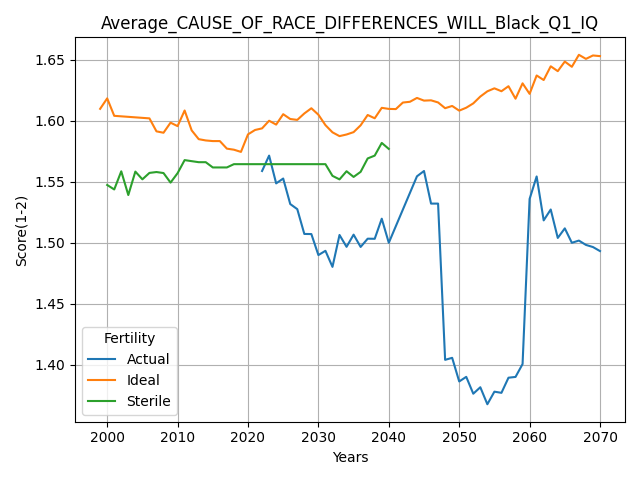 Average_CAUSE_OF_RACE_DIFFERENCES_WILL_Black_Q1_IQ
Score(1-2)
1.65
1.60
1.55
1.50
1.45
1.40
Fertility
Actual
Ideal
Sterile
2000 2010 2020 2030 2040 2050 2060 2070
Years